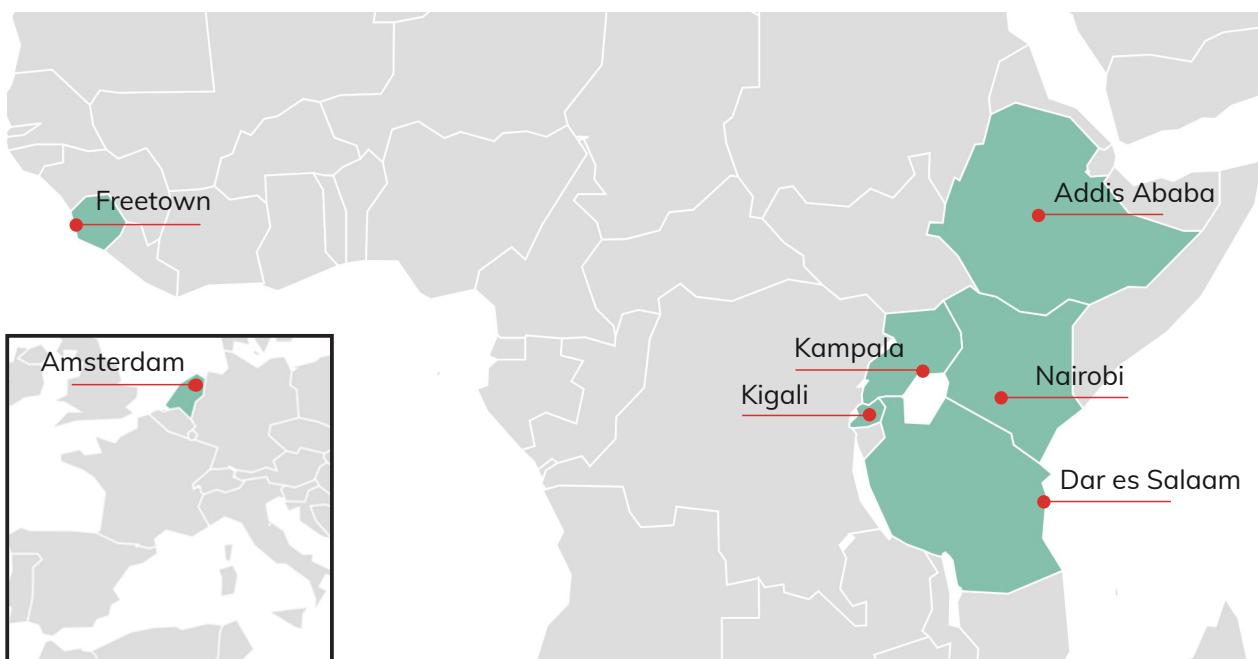 Freetown
Addis Ababa
Amsterdam
Kampala
Nairobi
Kigali
Dar es Salaam